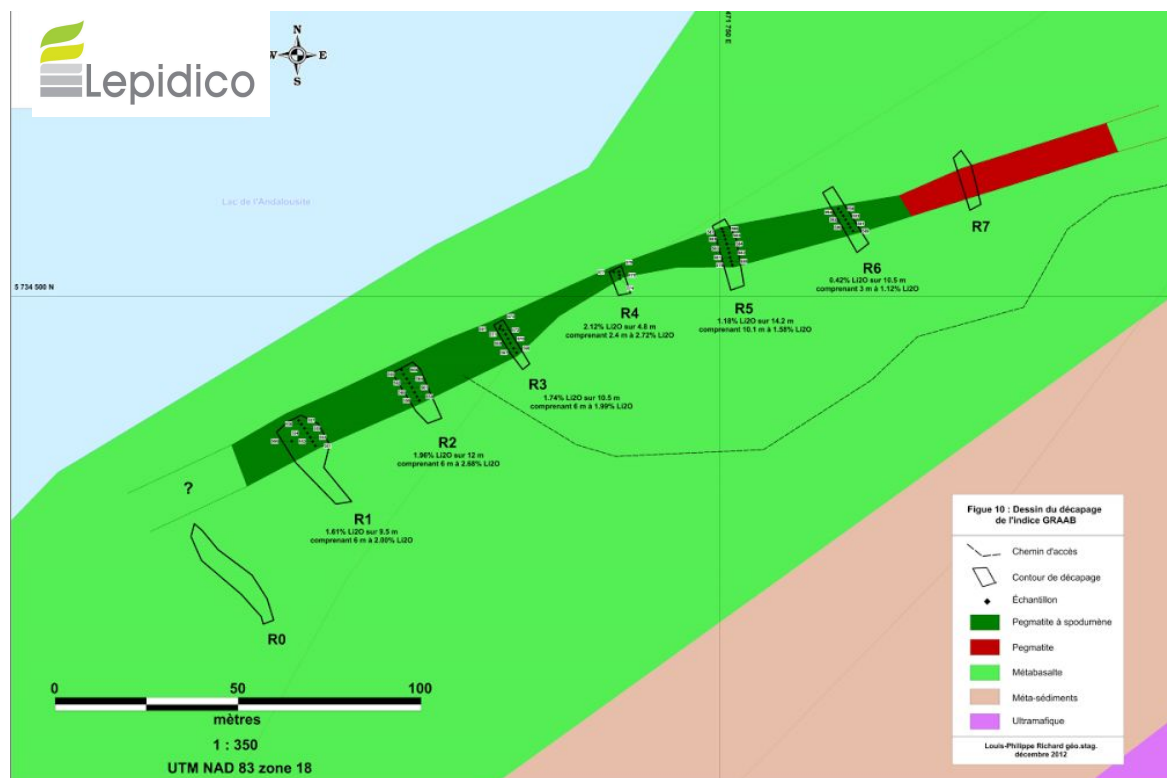 Lepidico
N
W E
S
471 750 E
Lac de l'Andalousite
5 734 500 N
R7
R6
0.42% Li2O sur 10.5 m
comprenant 3 m à 1.12% Li2O
R5
1.18% Li2O sur 14.2 m
comprenant 10.1 m à 1.58% Li2O
R4
2.12% Li2O sur 4.8 m
comprenant 2.4 m à 2.72% Li2O
R3
1.74% Li2O sur 10.5 m
comprenant 6 m à 1.99% Li2O
R2
1.96% Li2O sur 12 m
comprenant 6 m à 2.68% Li2O
?
R1
1.61% Li2O sur 9.5 m
comprenant 6 m à 2.00% Li2O
R0
0 50 100
mètres
1 : 350
UTM NAD 83 zone 18
Figue 10 : Dessin du décapage
de l'indice GRAAB
Chemin d'accès
Contour de décapage
Échantillon
Pegmatite à spodumène
Pegmatite
Métabasalte
Méta-sédiments
Ultramafique
Louis-Philippe Richard géo.stag.
décembre 2012